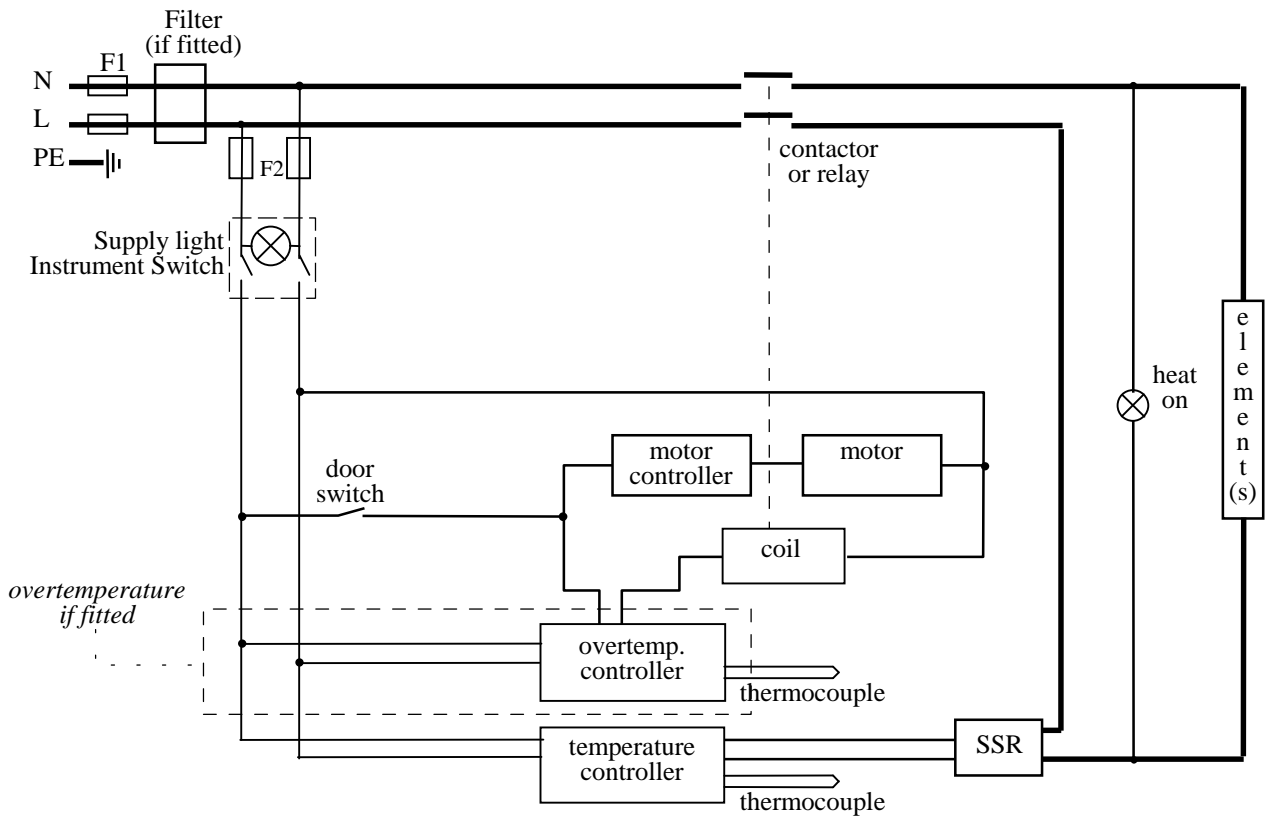 Filter
(if fitted)
F1
N
L
PE
F2
contactor
or relay
Supply light
Instrument Switch
e
l
e
m
e
n
t
(s)
heat
on
motor
controller
motor
door
switch
coil
overtemperature
if fitted
overtemp.
controller
thermocouple
temperature
controller
SSR
thermocouple